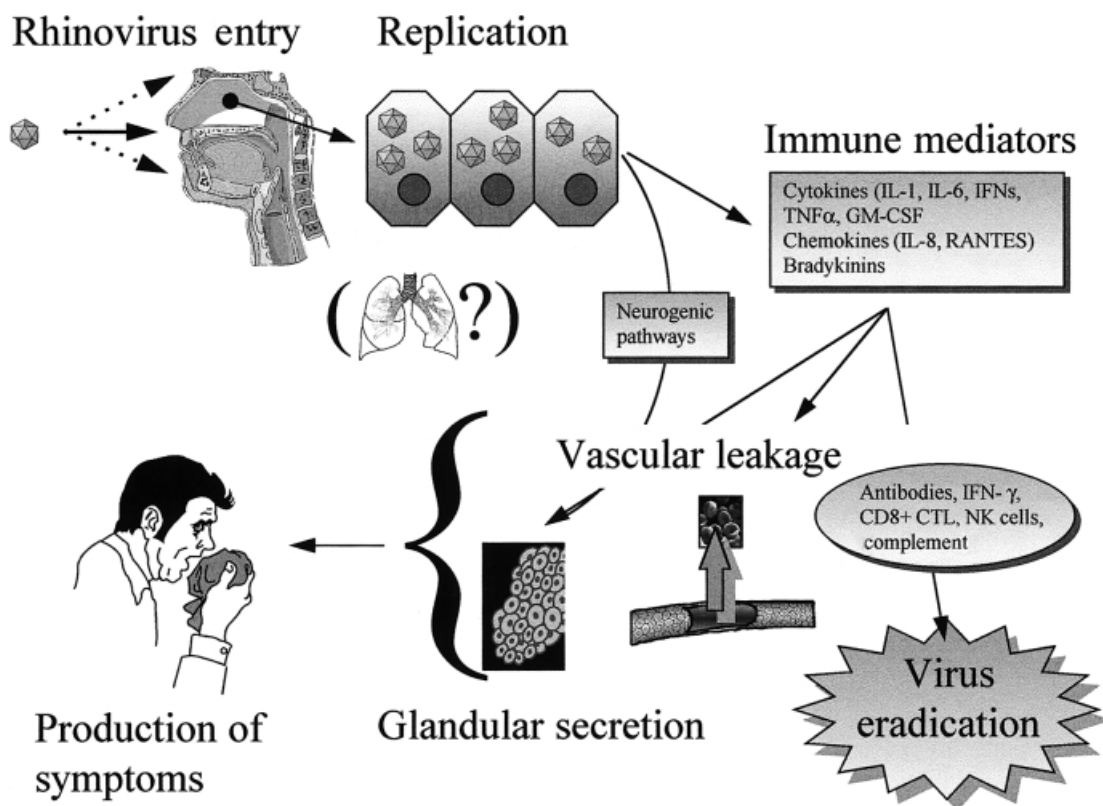 Rhinovirus entry
Replication
Immune mediators
Cytokines (IL-1, IL-6, IFNs,
TNFα, GM-CSF
Chemokines (IL-8, RANTES)
Bradykinins
( ? )
Neurogenic
pathways
Vascular leakage
Antibodies, IFN- γ,
CD8+ CTL, NK cells,
complement
Virus
eradication
Glandular secretion
Production of
symptoms